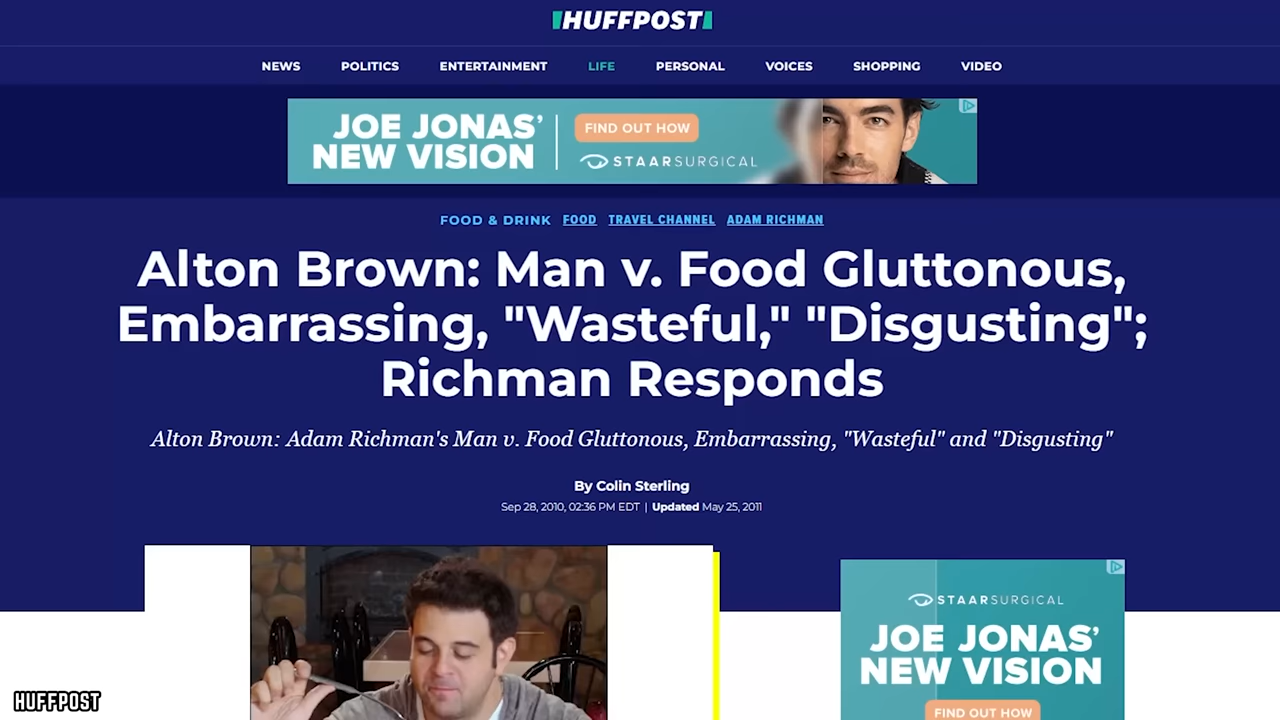 HUFFPOST
NEWS POLITICS ENTERTAINMENT LIFE PERSONAL VOICES SHOPPING VIDEO
JOE JONAS’
NEW VISION
FIND OUT HOW
STAARSURGICAL
FOOD & DRINK FOOD TRAVEL CHANNEL ADAM RICHMAN
Alton Brown: Man v. Food Gluttonous,
Embarrassing, "Wasteful," "Disgusting";
Richman Responds
Alton Brown: Adam Richman's Man v. Food Gluttonous, Embarrassing, "Wasteful" and "Disgusting"
By Colin Sterling
Sep 28, 2010, 02:36 PM EDT | Updated May 25, 2011
STAARSURGICAL
JOE JONAS’
NEW VISION
FIND OUT HOW
HUFFPOST